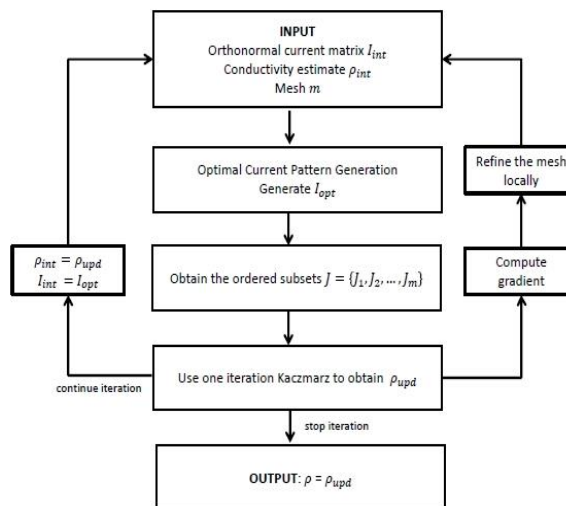 INPUT
Orthonormal current matrix I_int
Conductivity estimate ρ_int
Mesh m
Optimal Current Pattern Generation
Generate I_opt
Refine the mesh
locally
ρ_int = ρ_upd
I_int = I_opt
Obtain the ordered subsets J = {J_1, J_2, ... , J_m}
Compute
gradient
Use one iteration Kaczmarz to obtain ρ_upd
continue iteration
stop iteration
OUTPUT: ρ = ρ_upd